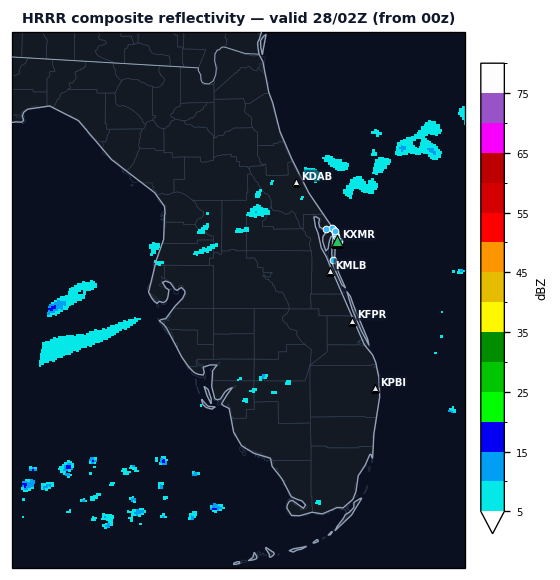 HRRR composite reflectivity — valid 28/02Z (from 00z)
KDAB
KXMR
KMLB
KFPR
KPBI
75
65
55
45
35
25
15
5
dBZ